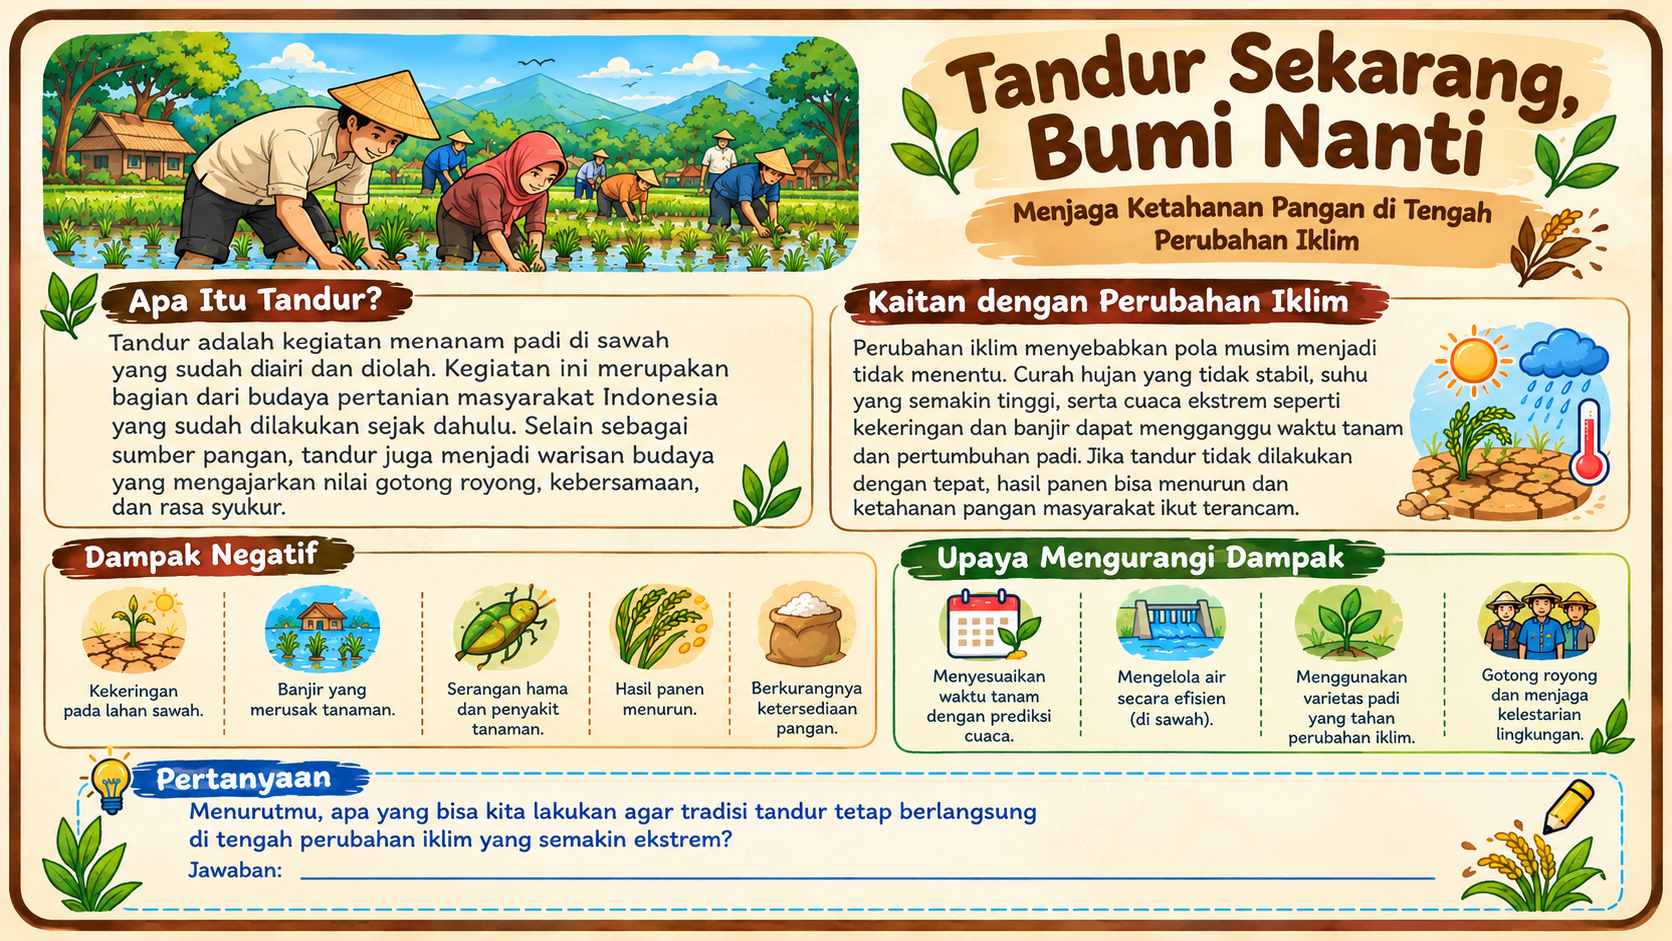 Tandur Sekarang,
Bumi Nanti
Menjaga Ketahanan Pangan di Tengah
Perubahan Iklim
Apa Itu Tandur?
Tandur adalah kegiatan menanam padi di sawah
yang sudah diairi dan diolah. Kegiatan ini merupakan
bagian dari budaya pertanian masyarakat Indonesia
yang sudah dilakukan sejak dahulu. Selain sebagai
sumber pangan, tandur juga menjadi warisan budaya
yang mengajarkan nilai gotong royong, kebersamaan,
dan rasa syukur.
Kaitan dengan Perubahan Iklim
Perubahan iklim menyebabkan pola musim menjadi
tidak menentu. Curah hujan yang tidak stabil, suhu
yang semakin tinggi, serta cuaca ekstrem seperti
kekeringan dan banjir dapat mengganggu waktu tanam
dan pertumbuhan padi. Jika tandur tidak dilakukan
dengan tepat, hasil panen bisa menurun dan
ketahanan pangan masyarakat ikut terancam.
Dampak Negatif
Kekeringan
pada lahan sawah.
Banjir yang
merusak tanaman.
Serangan hama
dan penyakit
tanaman.
Hasil panen
menurun.
Berkurangnya
ketersediaan
pangan.
Upaya Mengurangi Dampak
Menyesuaikan
waktu tanam
dengan prediksi
cuaca.
Mengelola air
secara efisien
(di sawah).
Menggunakan
varietas padi
yang tahan
perubahan iklim.
Gotong royong
dan menjaga
kelestarian
lingkungan.
Pertanyaan
Menurutmu, apa yang bisa kita lakukan agar tradisi tandur tetap berlangsung
di tengah perubahan iklim yang semakin ekstrem?
Jawaban: